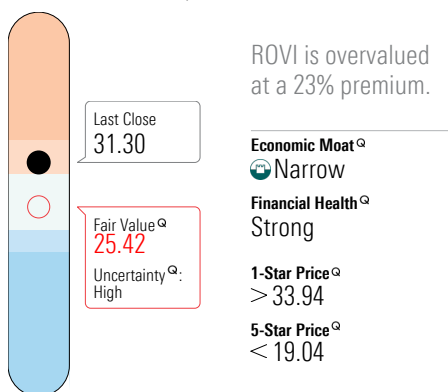 ROVI is overvalued
at a 23% premium.
Last Close
31.30
Fair Value Q
25.42
Uncertainty Q:
High
Economic Moat Q
Narrow
Financial Health Q
Strong
1-Star Price Q
>33.94
5-Star Price Q
<19.04